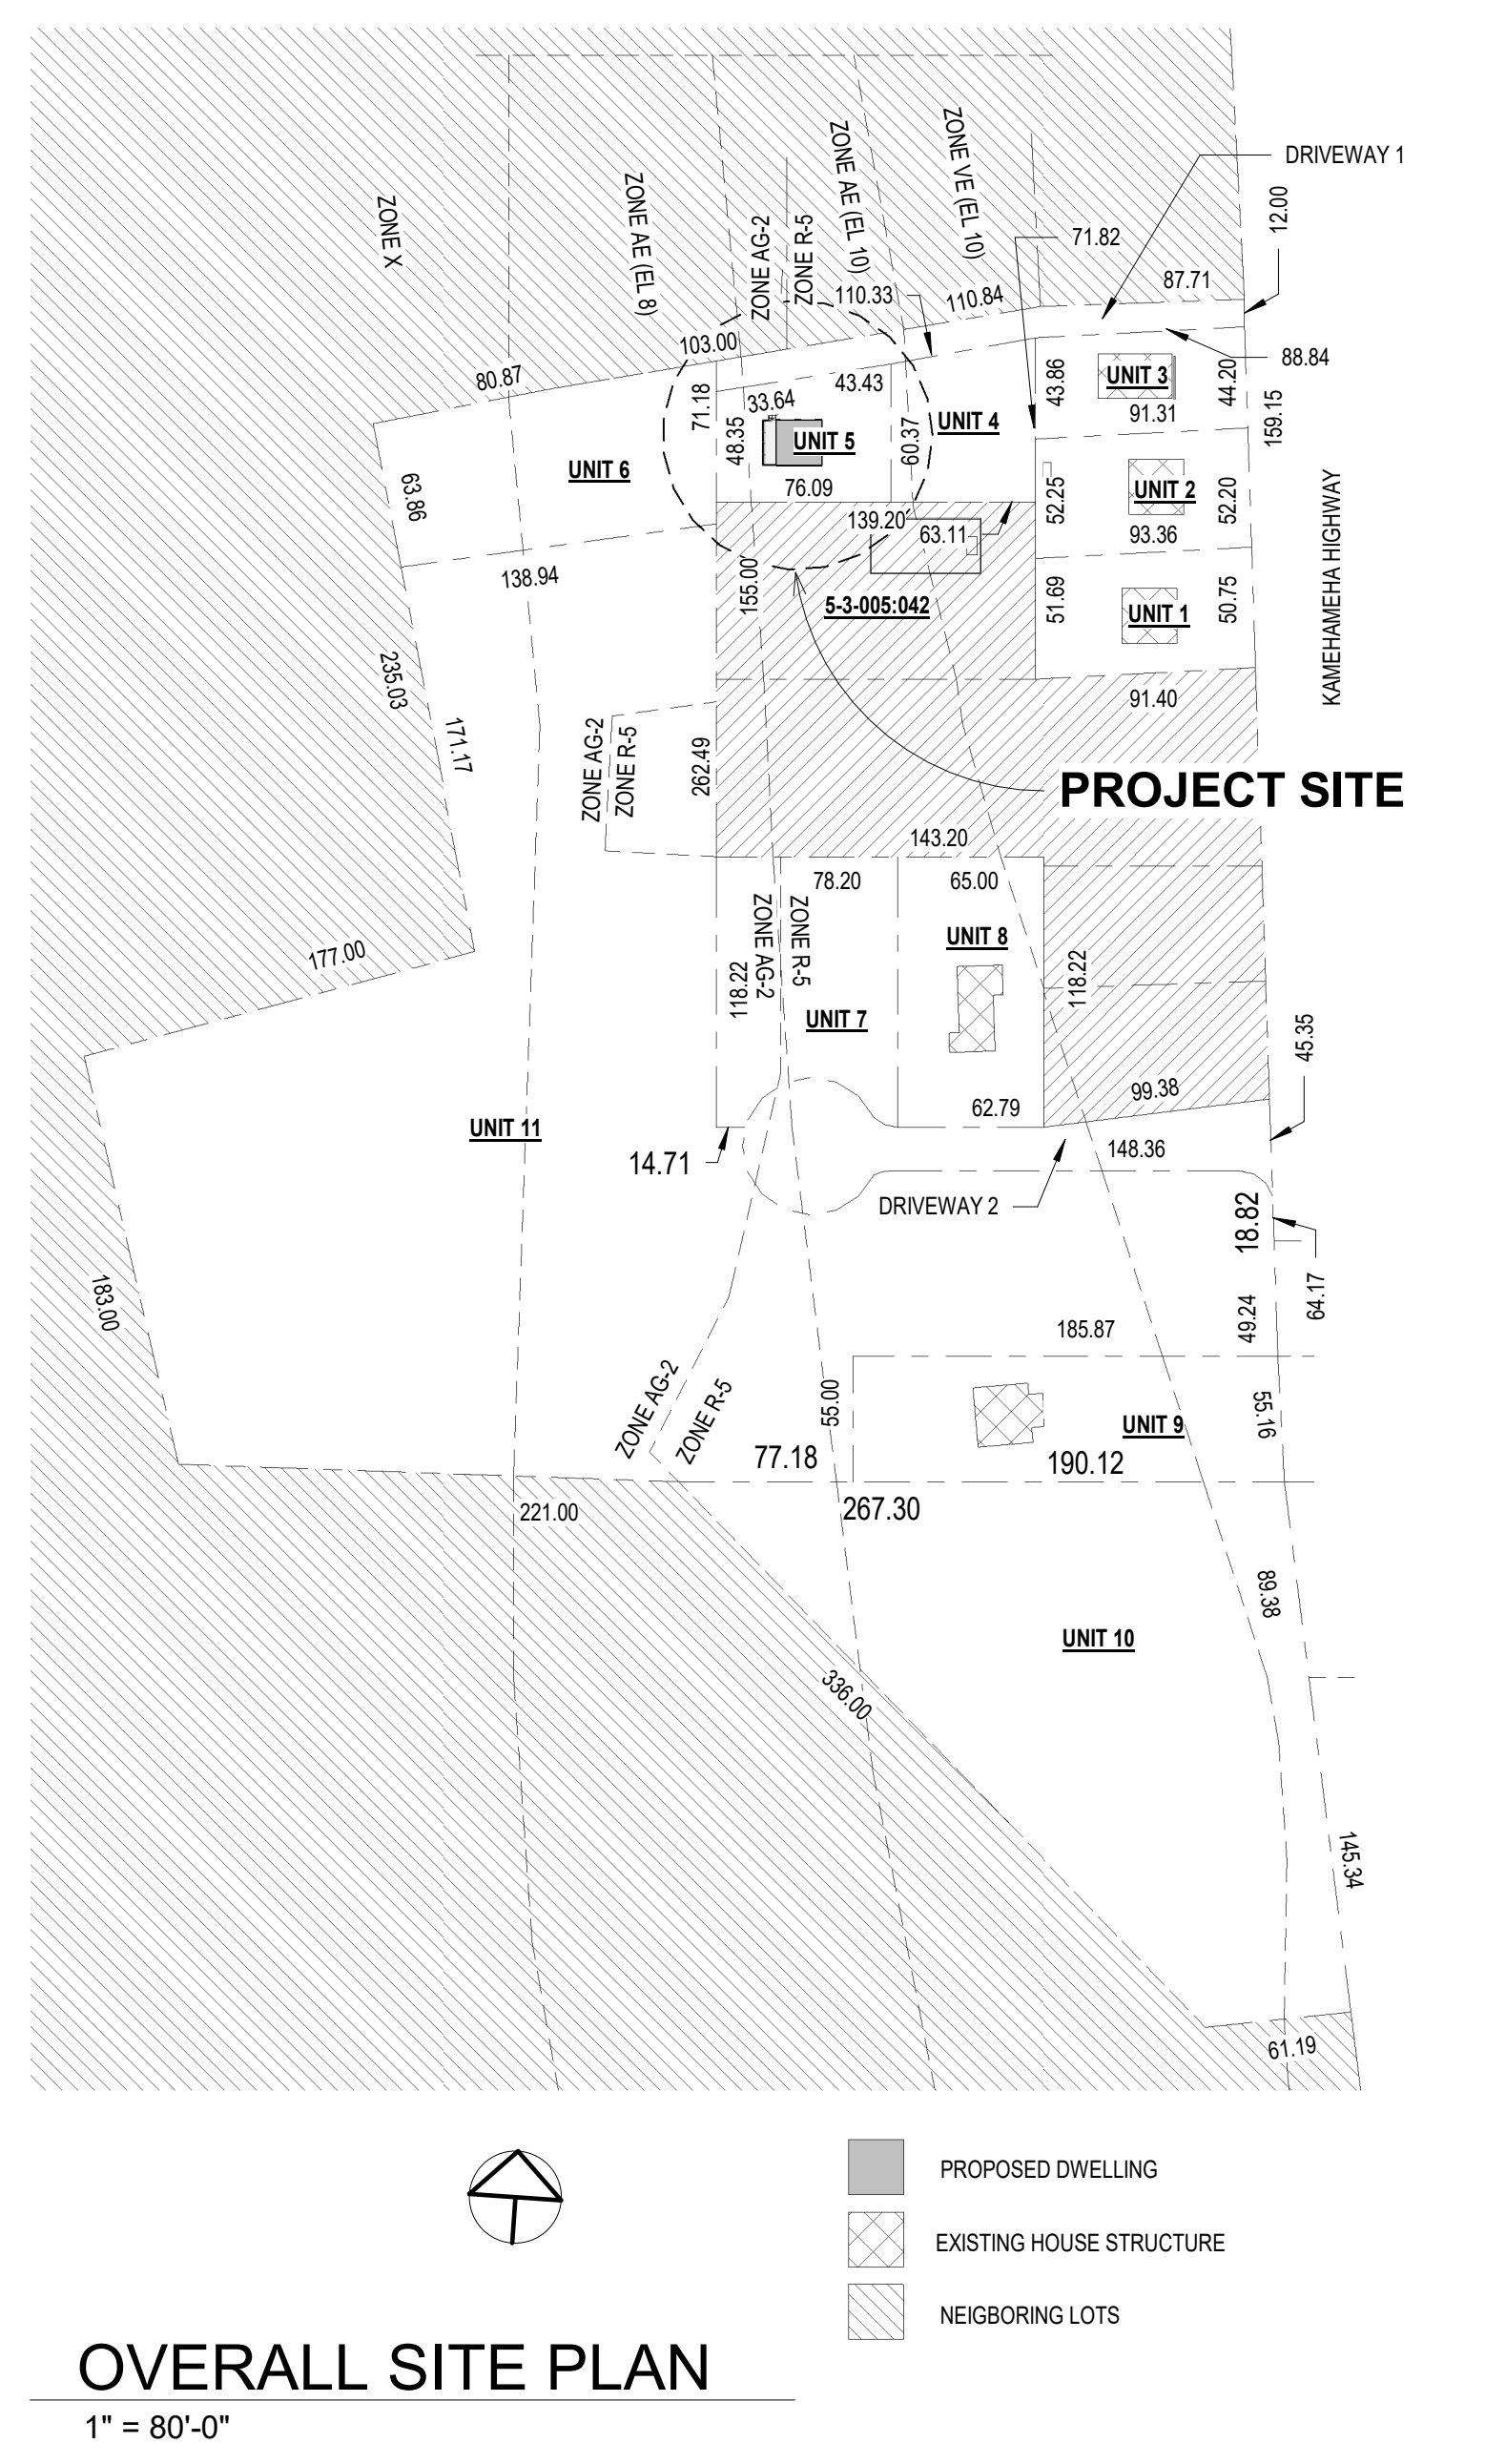 DRIVEWAY 1
12.00
ZONE X
ZONE AE (EL 8)
ZONE AG-2
ZONE R-5
ZONE AE (EL 10)
ZONE VE (EL 10)
71.82
87.71
110.33
110.84
103.00
80.87
88.84
43.43
43.86
UNIT 3
44.20
159.15
71.18
33.64
91.31
48.35
UNIT 5
60.37
UNIT 4
UNIT 6
63.86
76.09
52.25
UNIT 2
52.20
139.20
63.11
93.36
KAMEHAMEHA HIGHWAY
138.94
155.00
5-3-005:042
51.69
UNIT 1
50.75
235.03
91.40
171.17
ZONE AG-2
ZONE R-5
262.49
PROJECT SITE
143.20
78.20
65.00
ZONE AG-2
ZONE R-5
UNIT 8
177.00
118.22
118.22
UNIT 7
45.35
99.38
62.79
UNIT 11
14.71
148.36
DRIVEWAY 2
18.82
64.17
183.00
185.87
49.24
ZONE AG-2
ZONE R-5
55.00
UNIT 9
55.16
77.18
190.12
221.00
267.30
89.38
UNIT 10
336.00
145.34
61.19
PROPOSED DWELLING
EXISTING HOUSE STRUCTURE
NEIGBORING LOTS
OVERALL SITE PLAN
1" = 80'-0"